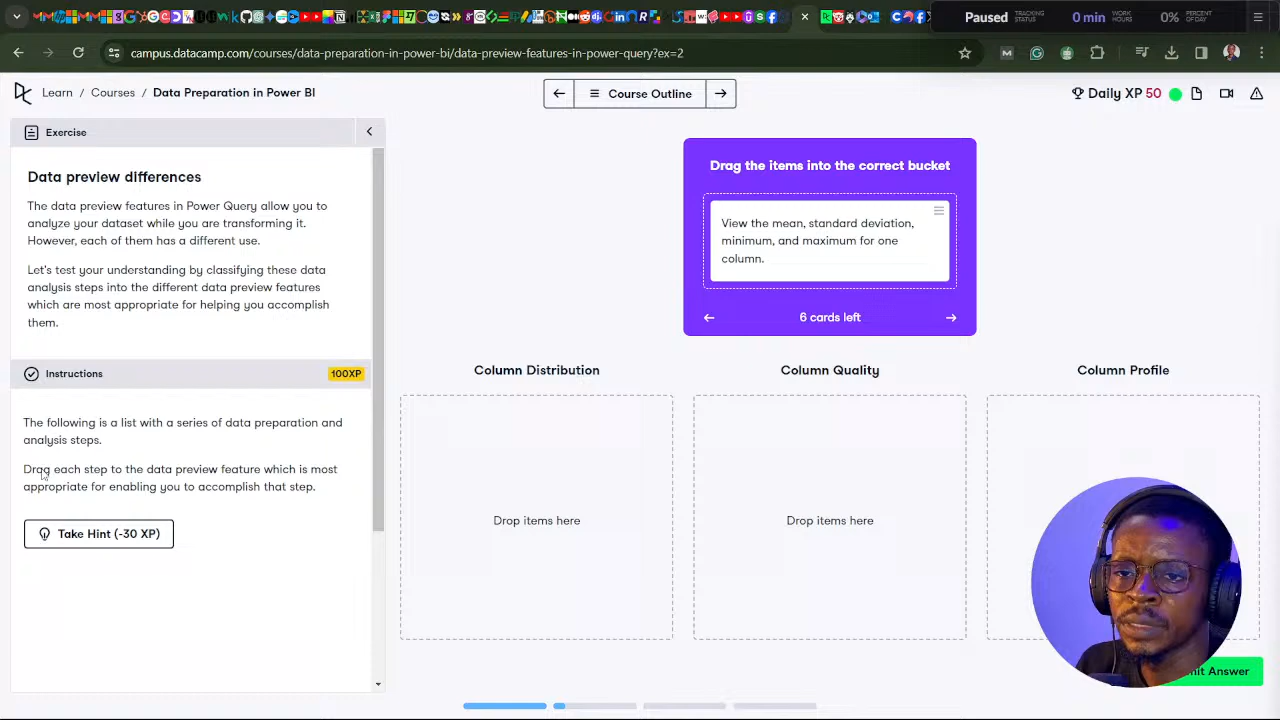 Paused
TRACKING
STATUS
0 min
WORK
HOURS
0%
PERCENT
OF DAY
campus.datacamp.com/courses/data-preparation-in-power-bi/data-preview-features-in-power-query?ex=2
Learn / Courses / Data Preparation in Power BI
Course Outline
Daily XP 50
Exercise
Data preview differences
The data preview features in Power Query allow you to
analyze your dataset while you are transforming it.
However, each of them has a different use.
Let's test your understanding by classifying these data
analysis steps into the different data preview features
which are most appropriate for helping you accomplish
them.
Instructions
100XP
The following is a list with a series of data preparation and
analysis steps.
Drag each step to the data preview feature which is most
appropriate for enabling you to accomplish that step.
Take Hint (-30 XP)
Drag the items into the correct bucket
View the mean, standard deviation,
minimum, and maximum for one
column.
6 cards left
Column Distribution
Column Quality
Column Profile
Drop items here
Drop items here
Answer